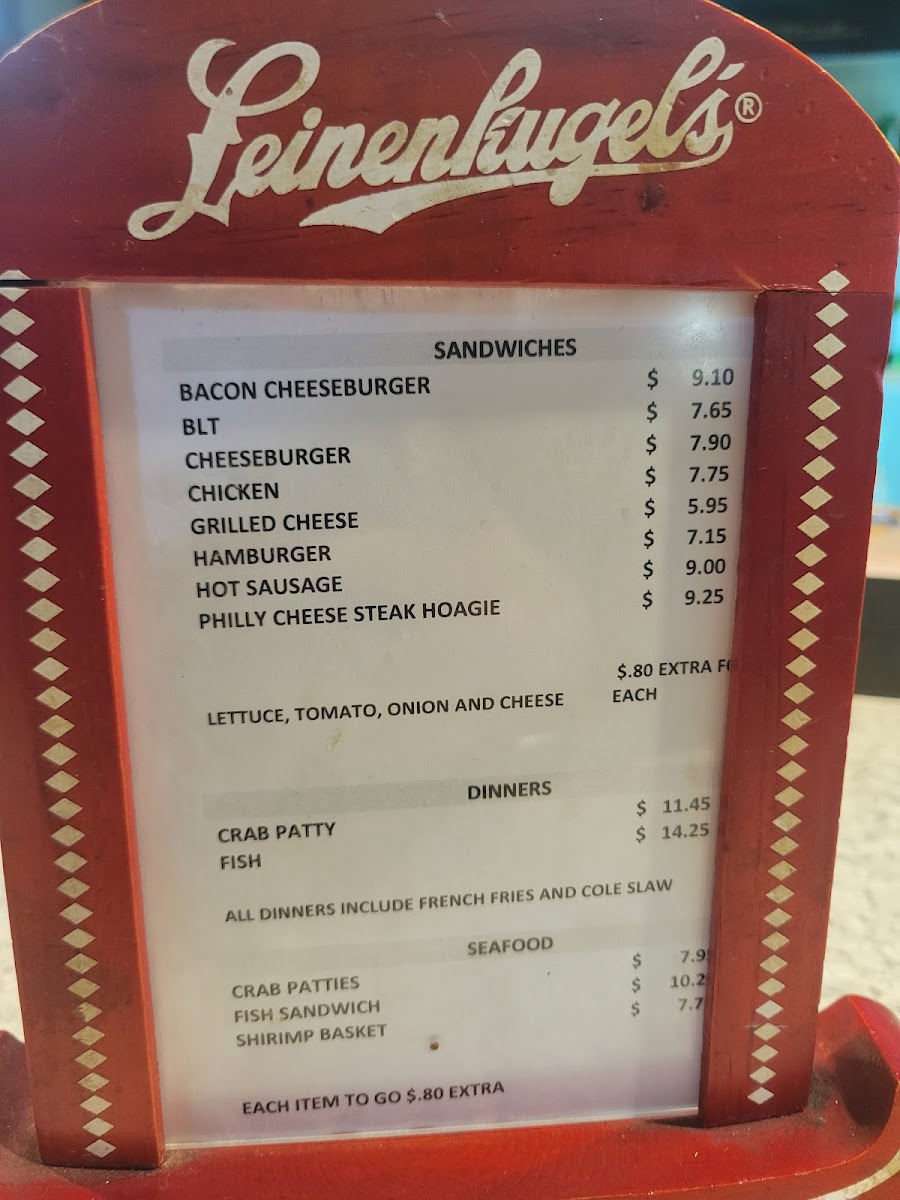 Leinenkugel's®
SANDWICHES
BACON CHEESEBURGER $ 9.10
BLT $ 7.65
CHEESEBURGER $ 7.90
CHICKEN $ 7.75
GRILLED CHEESE $ 5.95
HAMBURGER $ 7.15
HOT SAUSAGE $ 9.00
PHILLY CHEESE STEAK HOAGIE $ 9.25
$.80 EXTRA
LETTUCE, TOMATO, ONION AND CHEESE EACH
DINNERS
CRAB PATTY $ 11.45
FISH $ 14.25
ALL DINNERS INCLUDE FRENCH FRIES AND COLE SLAW
SEAFOOD
CRAB PATTIES $
FISH SANDWICH $
SHIRIMP BASKET $
EACH ITEM TO GO $.80 EXTRA